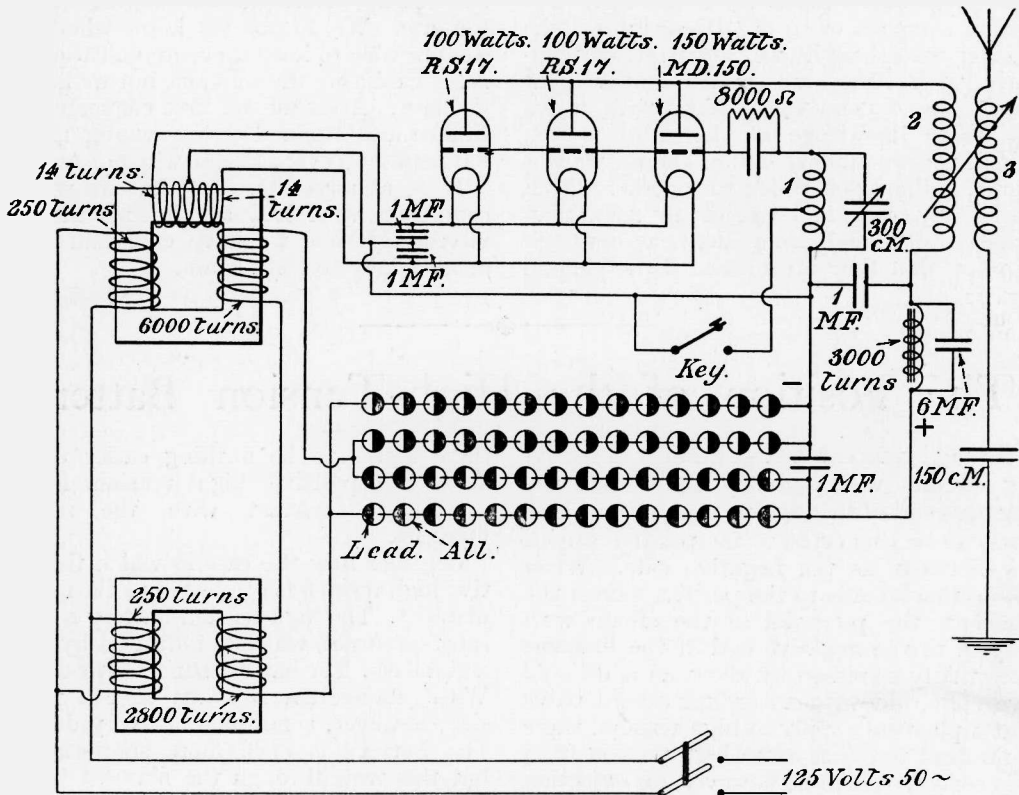 100 Watts. 100 Watts. 150 Watts.
R.S.17. R.S.17. M.D.150.
8000 Ω
2
3
1
14 turns.
14 turns.
250 turns
1 MF.
1 MF.
300 cM.
6000 turns.
1 MF.
3000 turns
Key.
6 MF.
-
+
1 MF.
150 cM.
Lead. All.
250 turns
2800 turns.
125 Volts 50~